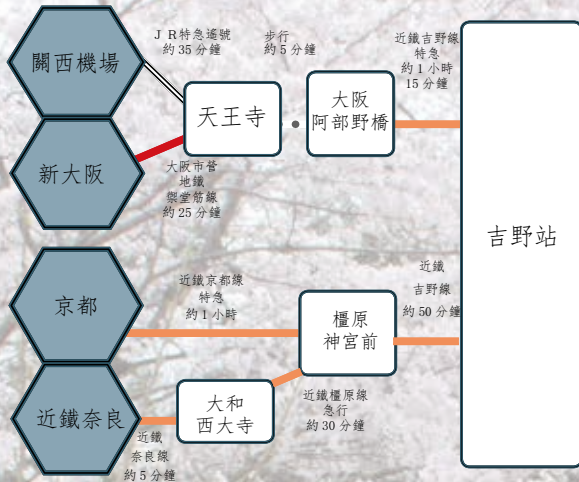 關西機場
ＪＲ特急遙號
約 35 分鐘
步行
約 5 分鐘
近鐵吉野線
特急
約 1 小時
15 分鐘
天王寺
大阪
阿部野橋
新大阪
大阪市營
地鐵
禦堂筋線
約 25 分鐘
吉野站
京都
近鐵京都線
特急
約 1 小時
橿原
神宮前
近鐵
吉野線
約 50 分鐘
近鐵奈良
大和
西大寺
近鐵橿原線
急行
約 30 分鐘
近鐵
奈良線
約 5 分鐘